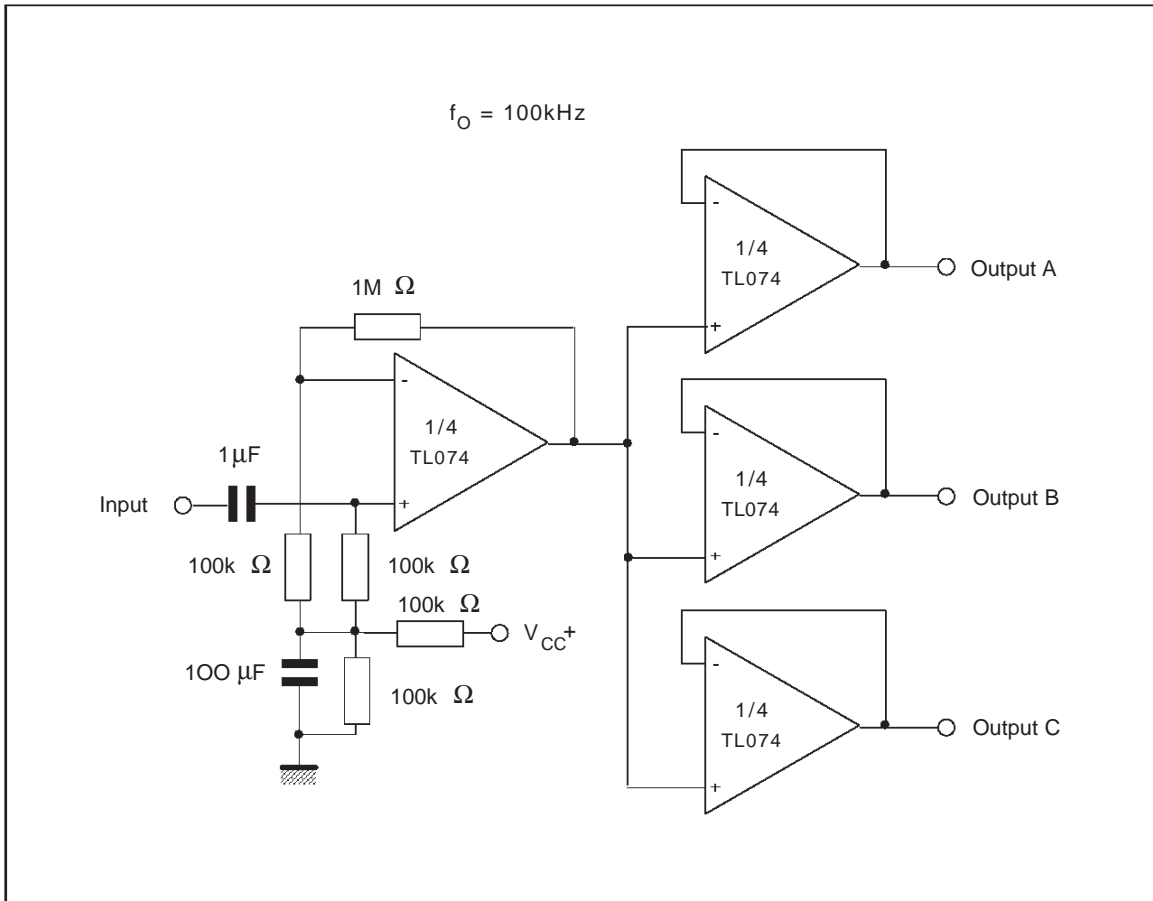 f_O = 100kHz
1/4
TL074
Output A
1M Ω
1/4
TL074
1µF
Input
1/4
TL074
Output B
100k Ω
100k Ω
100k Ω
V_CC+
1OO µF
100k Ω
1/4
TL074
Output C
-
+
-
+
-
+
-
+